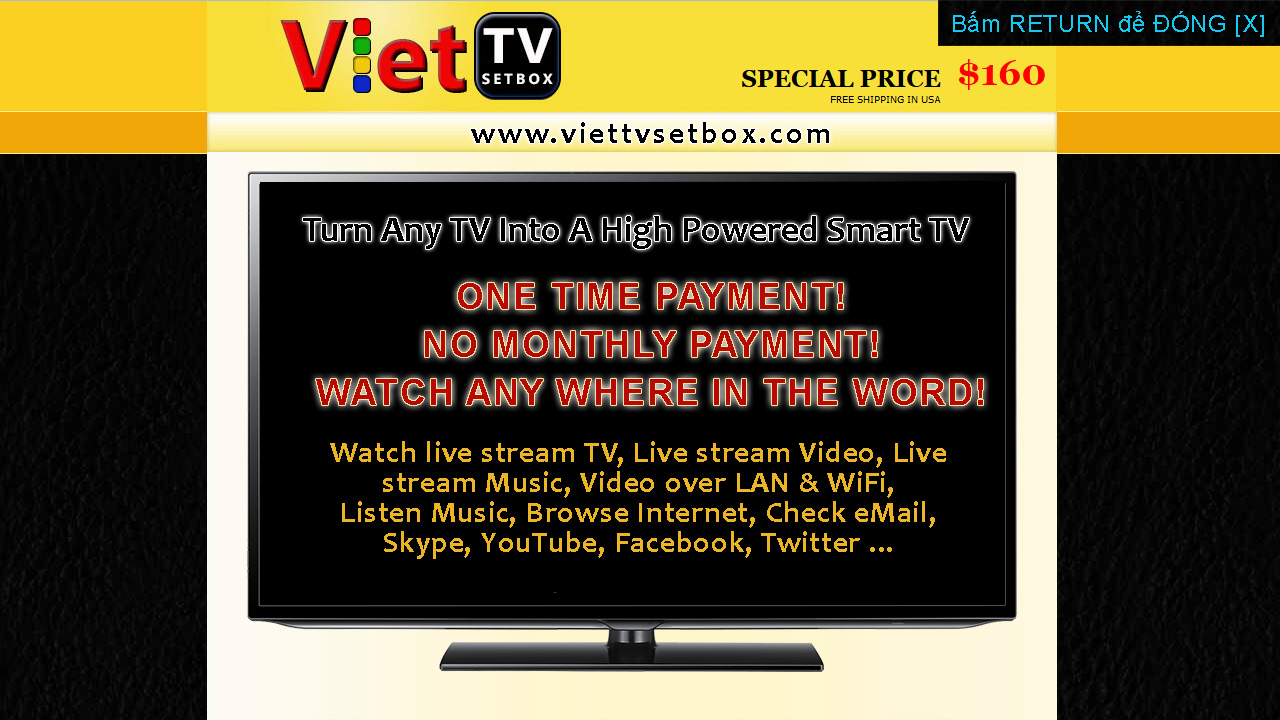 Viet TV
SETBOX
Bấm RETURN để ĐÓNG [X]
SPECIAL PRICE $160
FREE SHIPPING IN USA
www.viettvsetbox.com
Turn Any TV Into A High Powered Smart TV
ONE TIME PAYMENT!
NO MONTHLY PAYMENT!
WATCH ANY WHERE IN THE WORD!
Watch live stream TV, Live stream Video, Live
stream Music, Video over LAN & WiFi,
Listen Music, Browse Internet, Check eMail,
Skype, YouTube, Facebook, Twitter ...